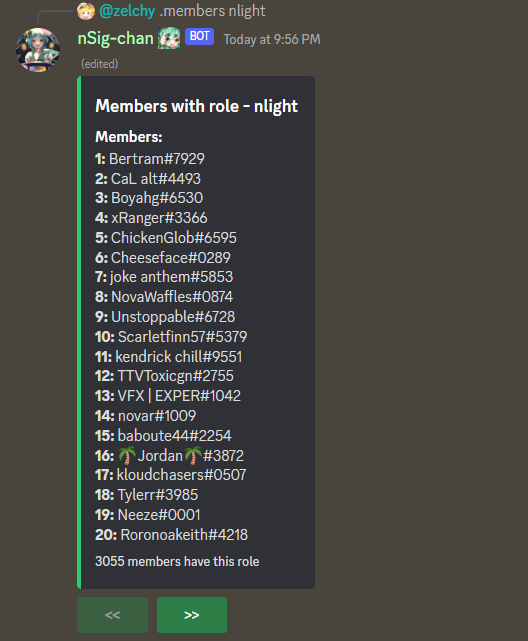 @zelchy .members nlight
nSig-chan BOT Today at 9:56 PM
(edited)
Members with role - nlight
Members:
1: Bertram#7929
2: CaL alt#4493
3: Boyahg#6530
4: xRanger#3366
5: ChickenGlob#6595
6: Cheeseface#0289
7: joke anthem#5853
8: NovaWaffles#0874
9: Unstoppable#6728
10: Scarletfinn57#5379
11: kendrick chill#9551
12: TTVToxicgn#2755
13: VFX | EXPER#1042
14: novar#1009
15: baboute44#2254
16: 🌴Jordan🌴#3872
17: kloudchasers#0507
18: Tylerr#3985
19: Neeze#0001
20: Roronoakeith#4218
3055 members have this role
<< >>